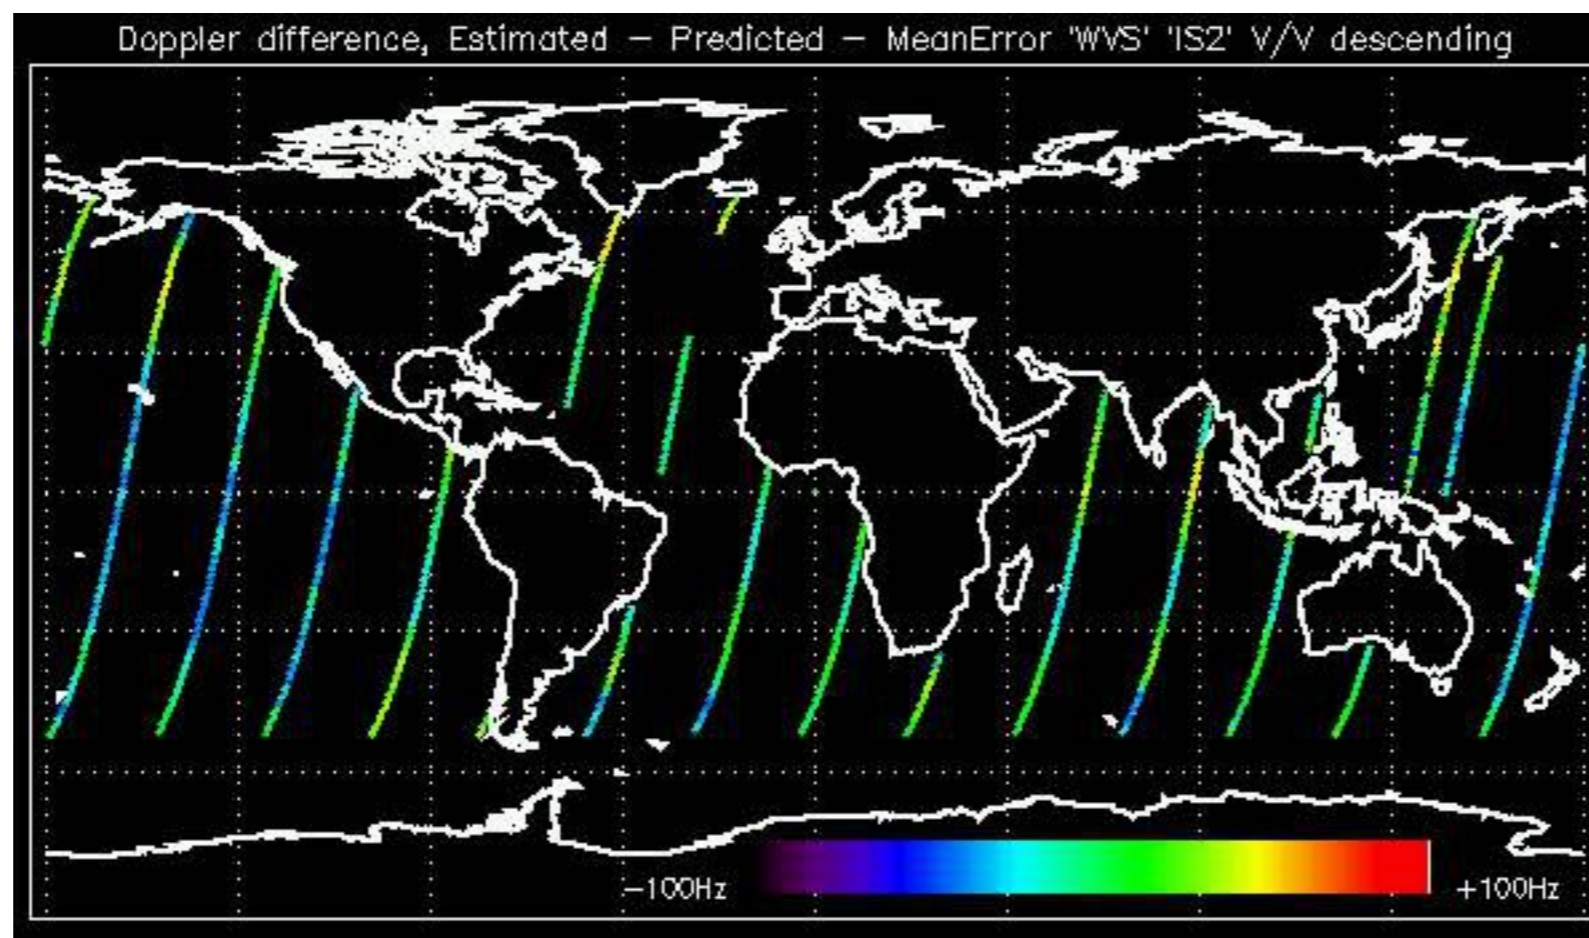 Doppler difference, Estimated – Predicted – MeanError 'WVS' 'IS2' V/V descending
–100Hz +100Hz